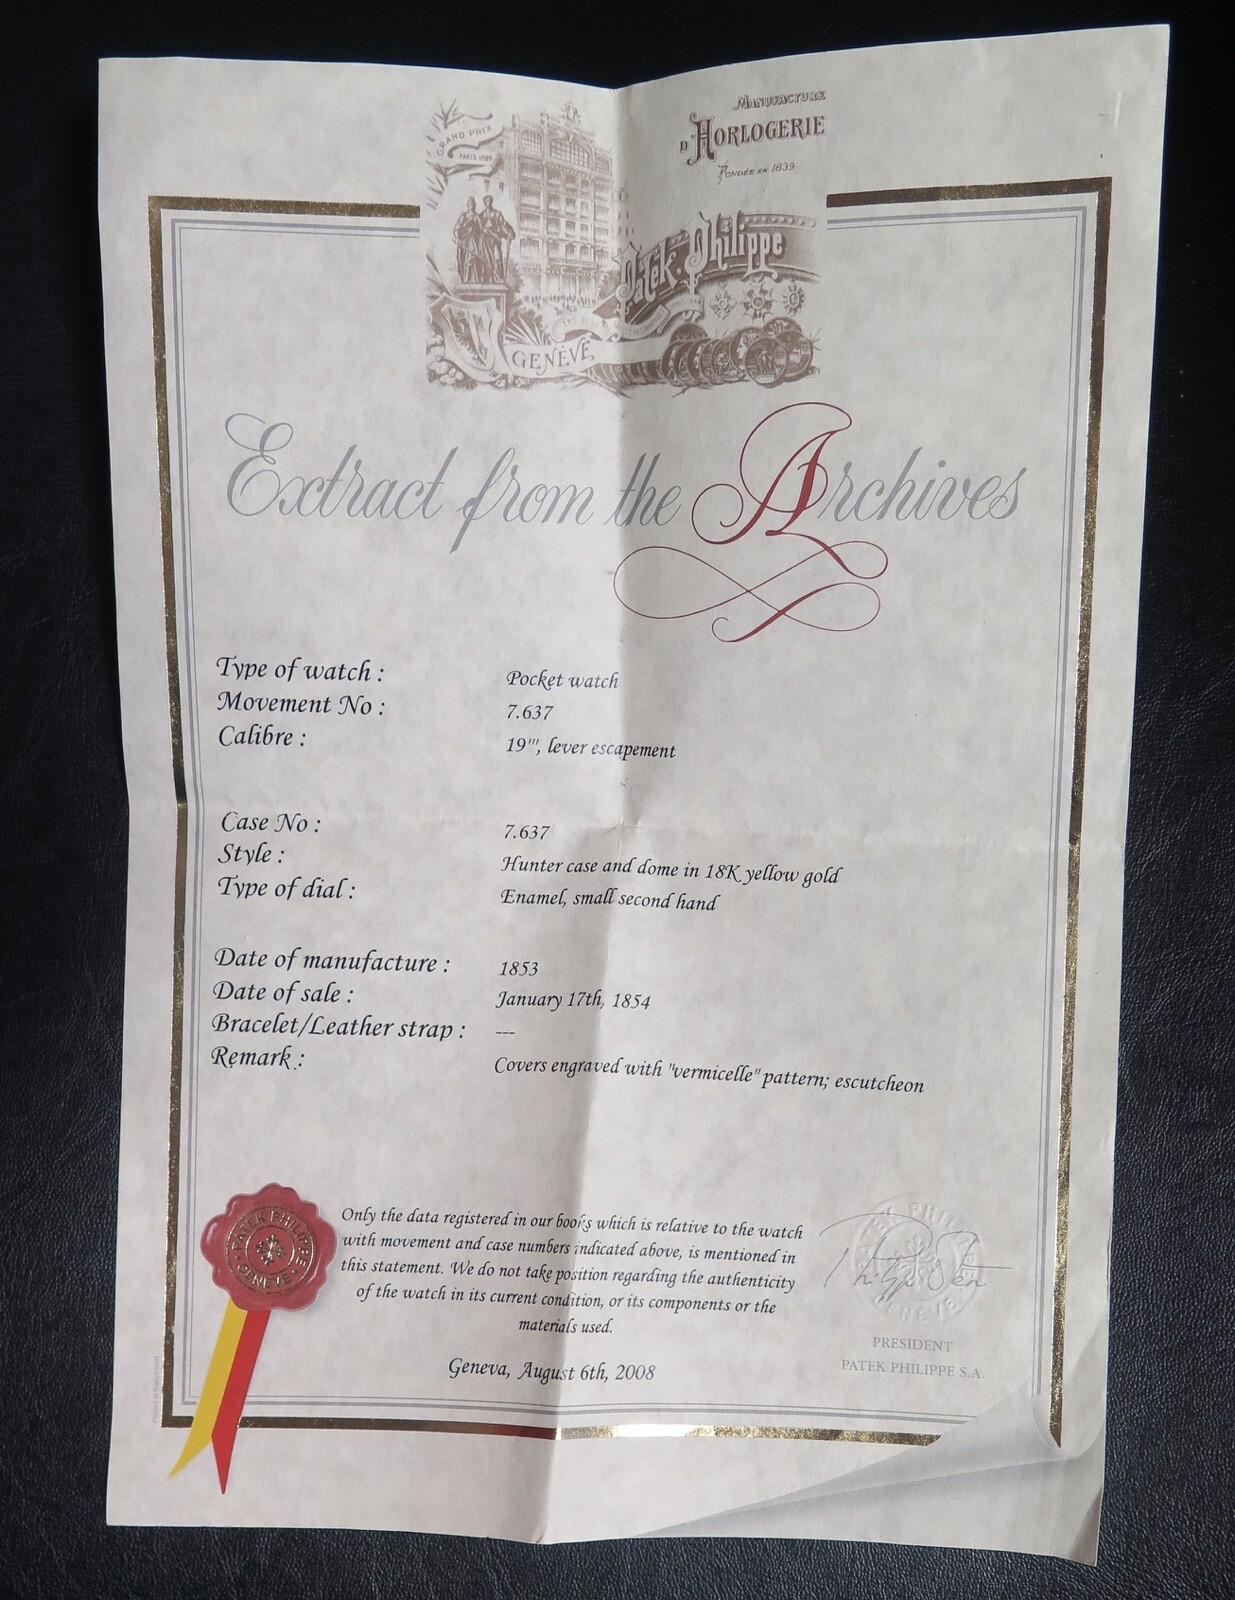 GRAND PRIX
PARIS 1889
MANUFACTURE
D'HORLOGERIE
FONDÉE EN 1839
Patek Philippe
GENÈVE
Extract from the Archives
Type of watch : Pocket watch
Movement No : 7.637
Calibre : 19''', lever escapement
Case No : 7.637
Style : Hunter case and dome in 18K yellow gold
Type of dial : Enamel, small second hand
Date of manufacture : 1853
Date of sale : January 17th, 1854
Bracelet/Leather strap : ---
Remark : Covers engraved with "vermicelle" pattern; escutcheon
Only the data registered in our books which is relative to the watch
with movement and case numbers indicated above, is mentioned in
this statement. We do not take position regarding the authenticity
of the watch in its current condition, or its components or the
materials used.
Geneva, August 6th, 2008
PATEK PHILIPPE
GENEVE
PATEK PHILIPPE
GENEVE
PRESIDENT
PATEK PHILIPPE S.A.